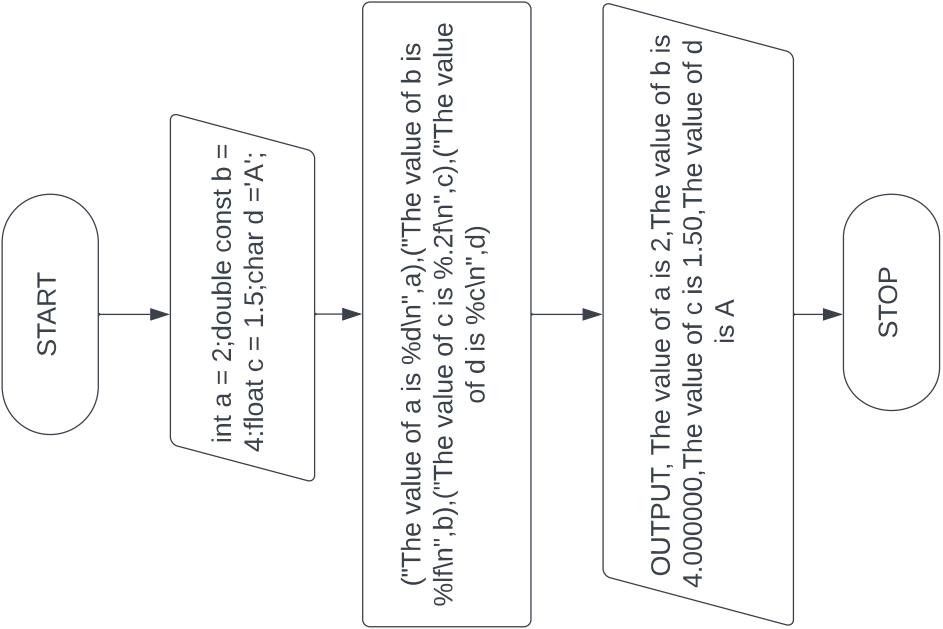 START
int a = 2;double const b =
4:float c = 1.5;char d ='A';
("The value of a is %d\n",a),("The value of b is
%lf\n",b),("The value of c is %.2f\n",c),("The value
of d is %c\n",d)
OUTPUT, The value of a is 2,The value of b is
4.000000,The value of c is 1.50,The value of d
is A
STOP